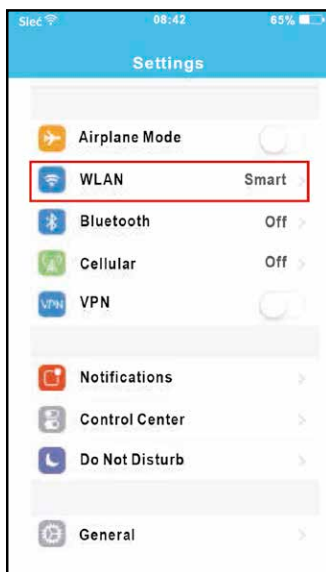 Sieć 08:42 65%
Settings
Airplane Mode
WLAN Smart
Bluetooth Off
Cellular Off
VPN VPN
Notifications
Control Center
Do Not Disturb
General